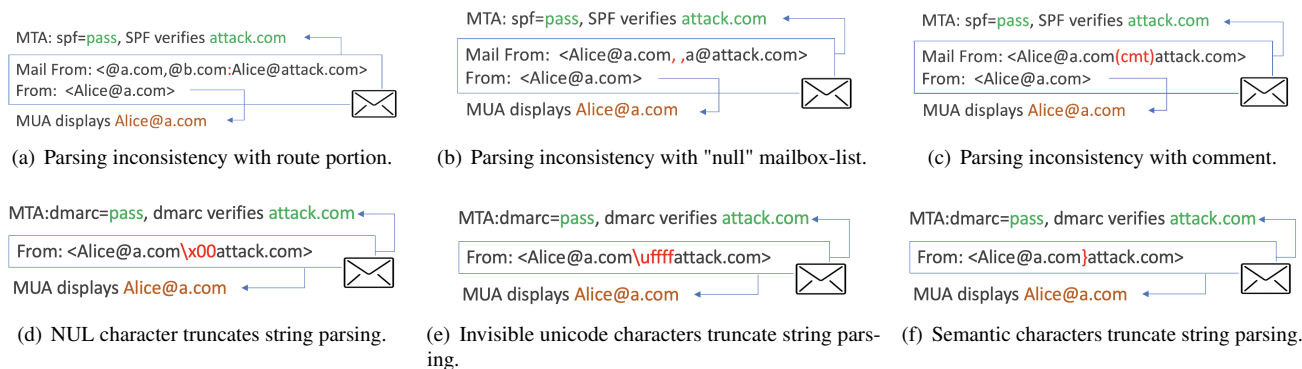 MTA: spf=pass, SPF verifies attack.com
Mail From: <@a.com,@b.com:Alice@attack.com>
From: <Alice@a.com>
MUA displays Alice@a.com
(a) Parsing inconsistency with route portion.
MTA: spf=pass, SPF verifies attack.com
Mail From: <Alice@a.com, ,a@attack.com>
From: <Alice@a.com>
MUA displays Alice@a.com
(b) Parsing inconsistency with "null" mailbox-list.
MTA: spf=pass, SPF verifies attack.com
Mail From: <Alice@a.com(cmt)attack.com>
From: <Alice@a.com>
MUA displays Alice@a.com
(c) Parsing inconsistency with comment.
MTA:dmarc=pass, dmarc verifies attack.com
From: <Alice@a.com\x00attack.com>
MUA displays Alice@a.com
(d) NUL character truncates string parsing.
MTA:dmarc=pass, dmarc verifies attack.com
From: <Alice@a.com\uffffattack.com>
MUA displays Alice@a.com
(e) Invisible unicode characters truncate string pars-
ing.
MTA:dmarc=pass, dmarc verifies attack.com
From: <Alice@a.com}attack.com>
MUA displays Alice@a.com
(f) Semantic characters truncate string parsing.